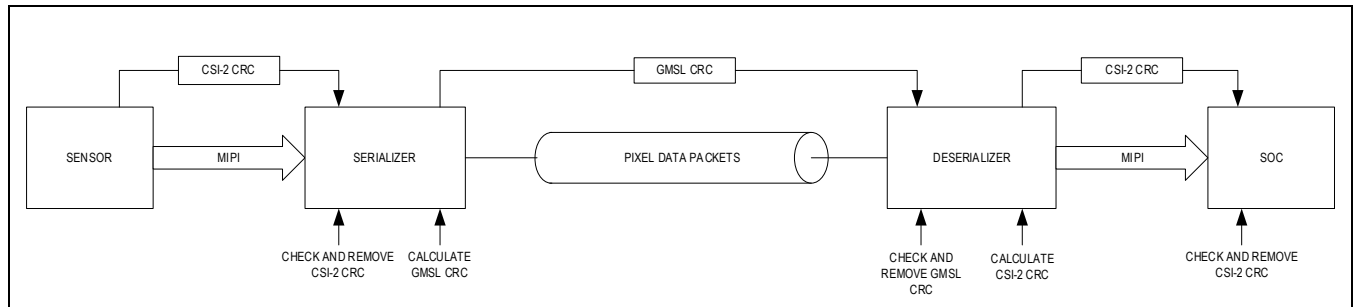 CSI-2 CRC
GMSL CRC
CSI-2 CRC
SENSOR
MIPI
SERIALIZER
PIXEL DATA PACKETS
DESERIALIZER
MIPI
SOC
CHECK AND REMOVE
CSI-2 CRC
CALCULATE
GMSL CRC
CHECK AND
REMOVE GMSL
CRC
CALCULATE
CSI-2 CRC
CHECK AND REMOVE
CSI-2 CRC